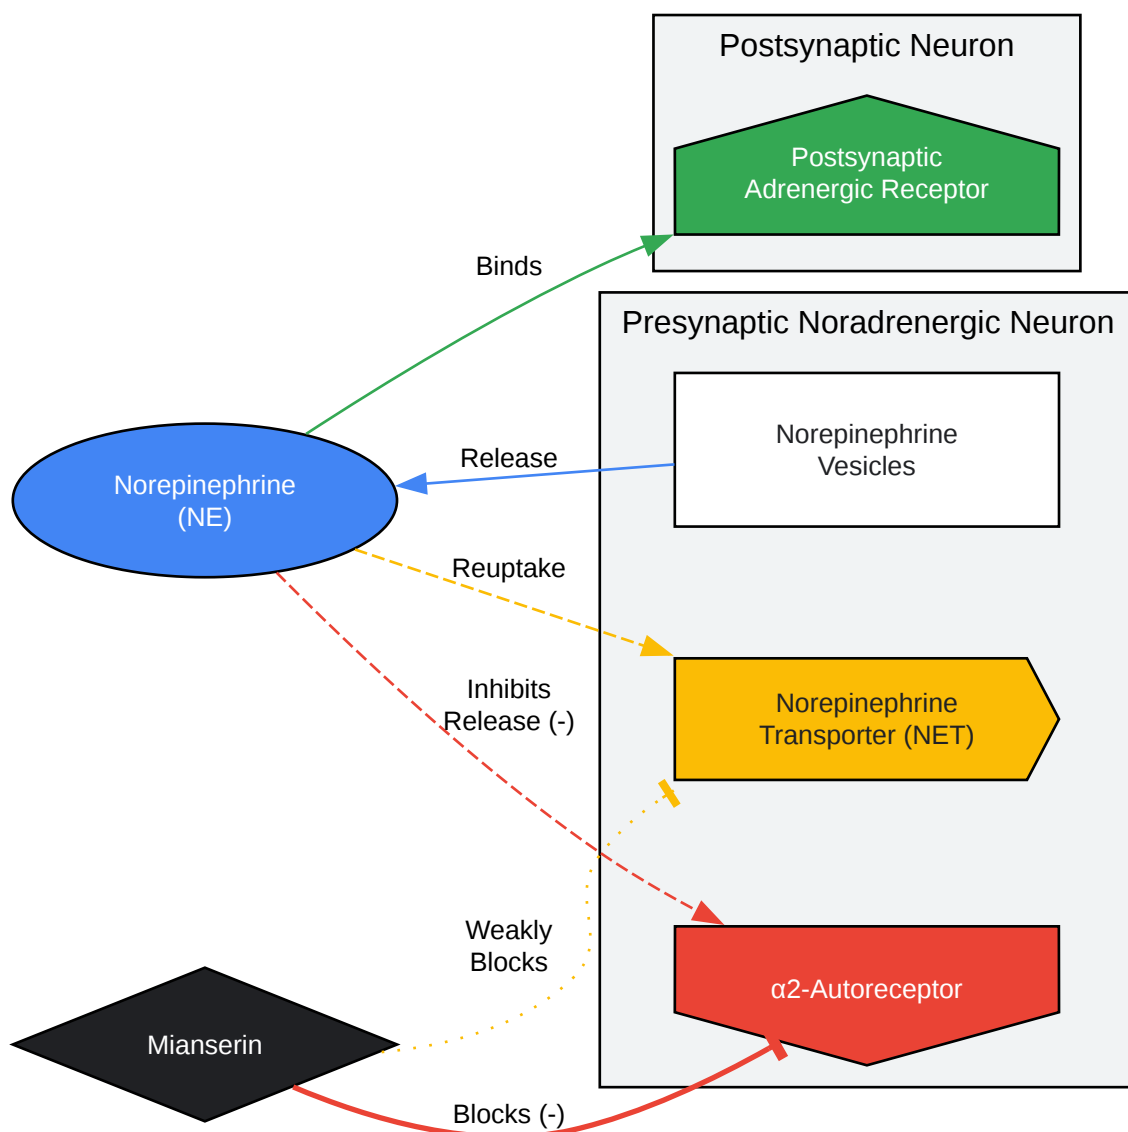 Postsynaptic Neuron
Postsynaptic
Adrenergic Receptor
Binds
Presynaptic Noradrenergic Neuron
Norepinephrine
Vesicles
Release
Norepinephrine
(NE)
Reuptake
Inhibits
Release (-)
Norepinephrine
Transporter (NET)
Weakly
Blocks
α2-Autoreceptor
Mianserin
Blocks (-)